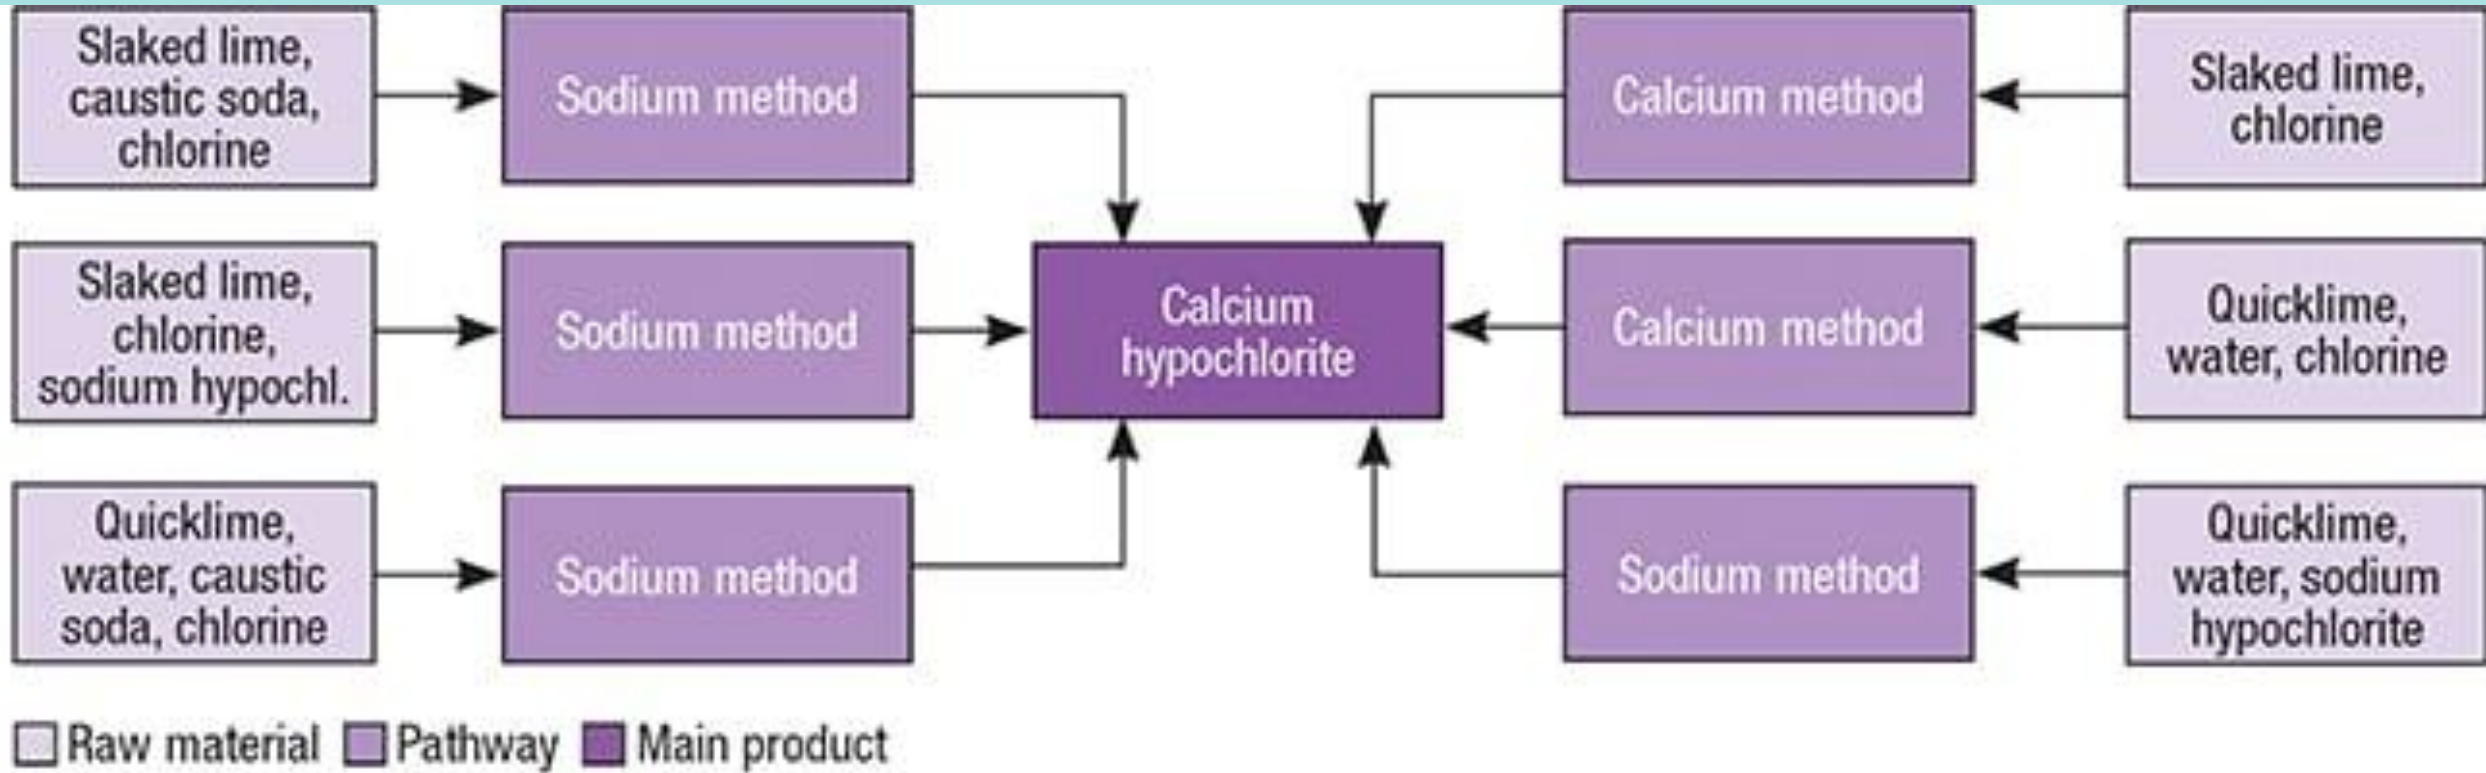 Slaked lime,
caustic soda,
chlorine
Sodium method
Calcium method
Slaked lime,
chlorine
Slaked lime,
chlorine,
sodium hypochl.
Sodium method
Calcium
hypochlorite
Calcium method
Quicklime,
water, chlorine
Quicklime,
water, caustic
soda, chlorine
Sodium method
Sodium method
Quicklime,
water, sodium
hypochlorite
Raw material Pathway Main product